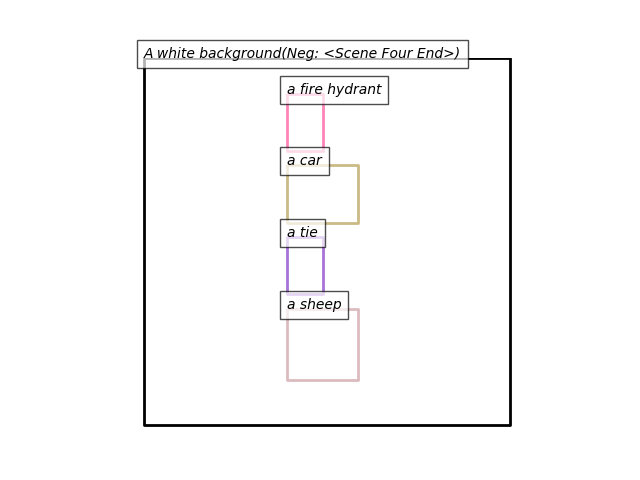 A white background(Neg: <Scene Four End>)
a fire hydrant
a car
a tie
a sheep